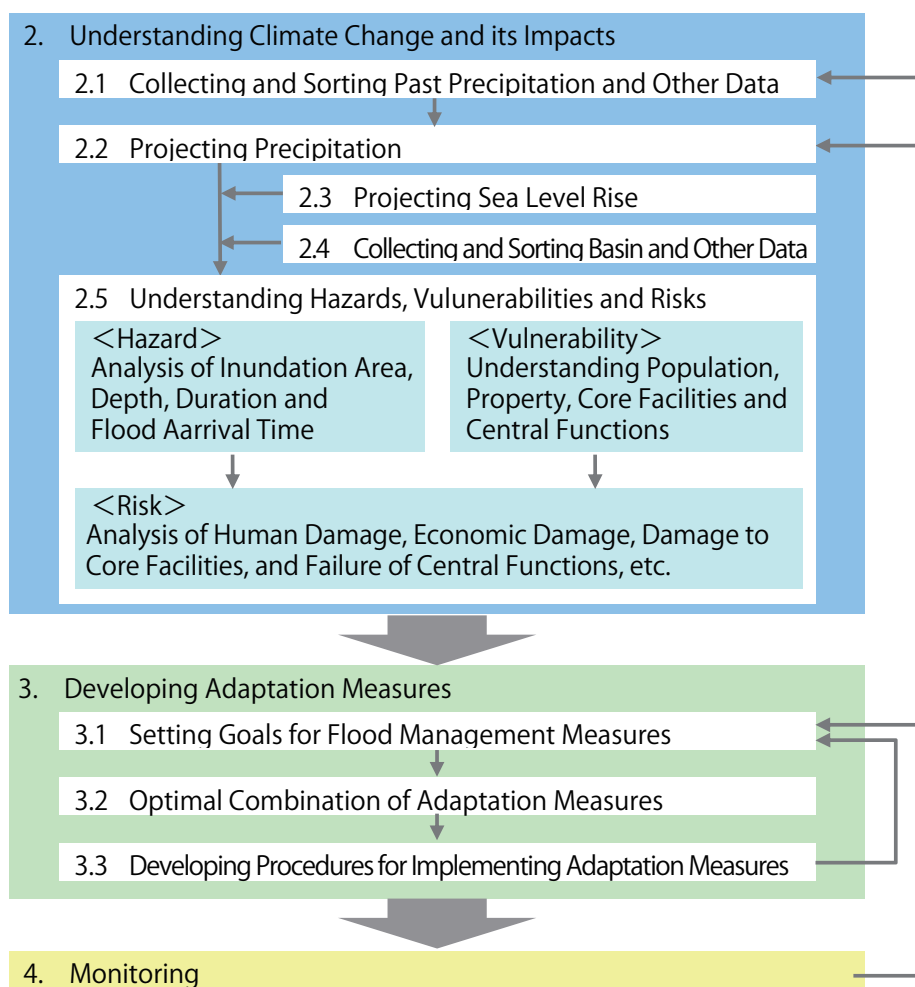 2. Understanding Climate Change and its Impacts
2.1 Collecting and Sorting Past Precipitation and Other Data
2.2 Projecting Precipitation
2.3 Projecting Sea Level Rise
2.4 Collecting and Sorting Basin and Other Data
2.5 Understanding Hazards, Vulunerabilities and Risks
＜Hazard＞
Analysis of Inundation Area,
Depth, Duration and
Flood Aarrival Time
＜Vulnerability＞
Understanding Population,
Property, Core Facilities and
Central Functions
＜Risk＞
Analysis of Human Damage, Economic Damage, Damage to
Core Facilities, and Failure of Central Functions, etc.
3. Developing Adaptation Measures
3.1 Setting Goals for Flood Management Measures
3.2 Optimal Combination of Adaptation Measures
3.3 Developing Procedures for Implementing Adaptation Measures
4. Monitoring